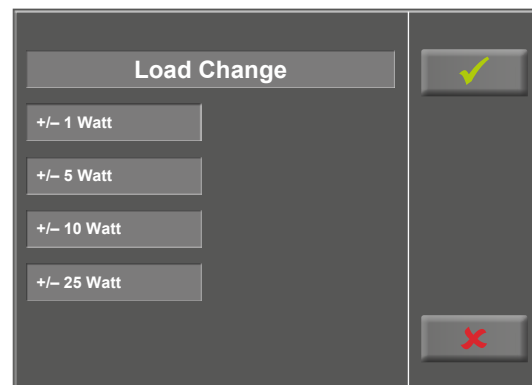 Load Change
+/– 1 Watt
+/– 5 Watt
+/– 10 Watt
+/– 25 Watt